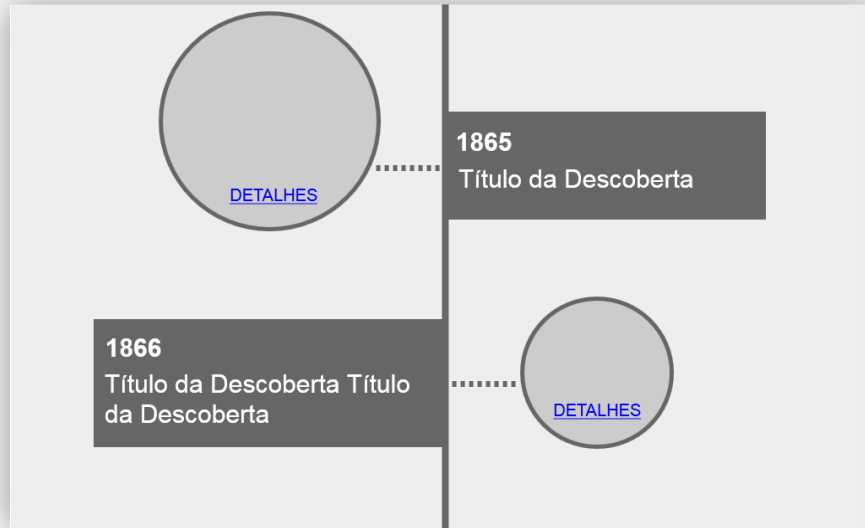 1865
Título da Descoberta
DETALHES
1866
Título da Descoberta Título
da Descoberta
DETALHES